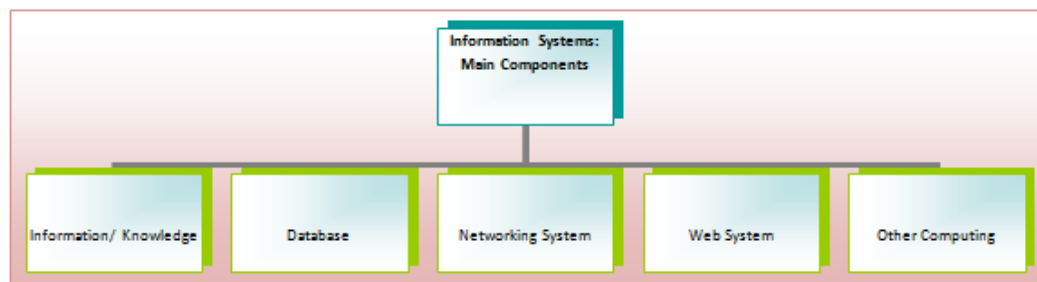 Information Systems:
Main Components
Information/ Knowledge
Database
Networking System
Web System
Other Computing